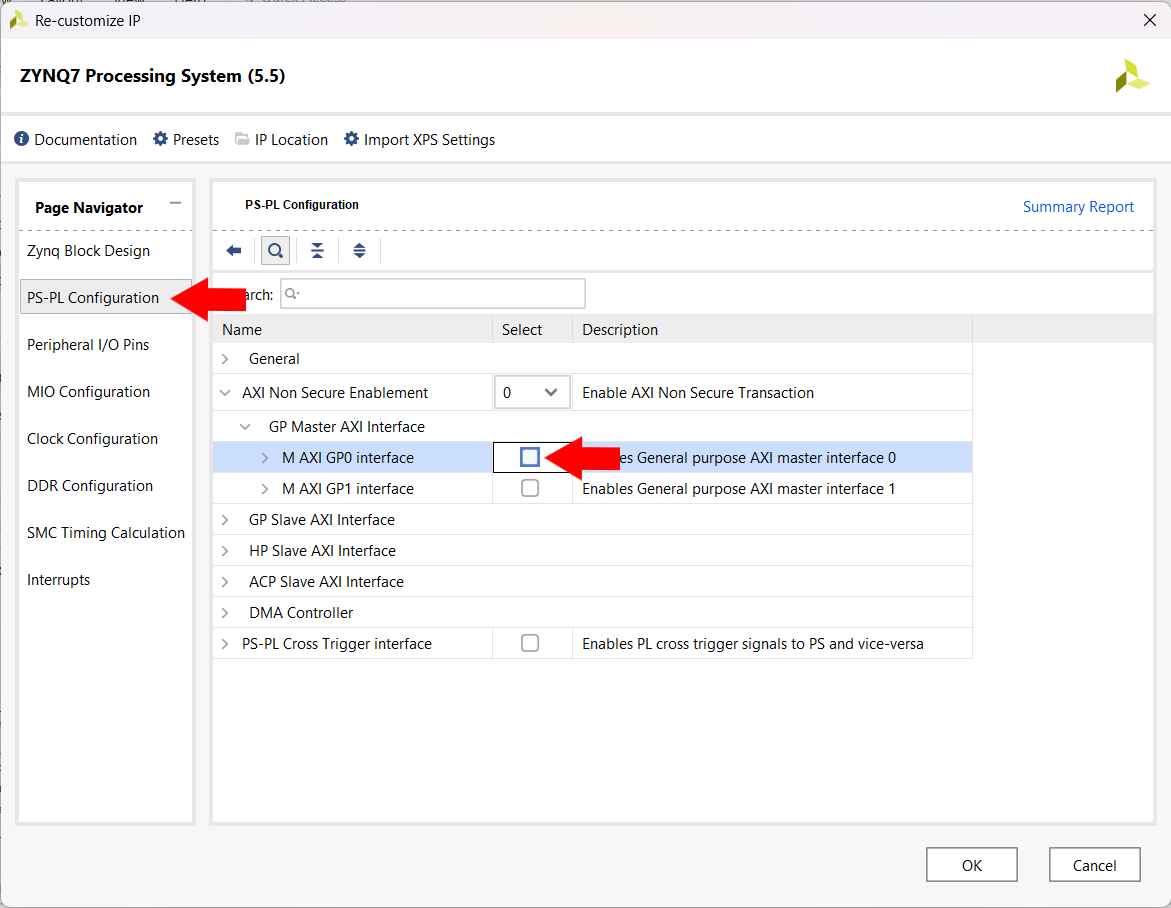 Re-customize IP
ZYNQ7 Processing System (5.5)
Documentation Presets IP Location Import XPS Settings
Page Navigator
Zynq Block Design
PS-PL Configuration
Peripheral I/O Pins
MIO Configuration
Clock Configuration
DDR Configuration
SMC Timing Calculation
Interrupts
PS-PL Configuration
Summary Report
arch:
Name Select Description
General
AXI Non Secure Enablement 0 Enable AXI Non Secure Transaction
GP Master AXI Interface
M AXI GP0 interface es General purpose AXI master interface 0
M AXI GP1 interface Enables General purpose AXI master interface 1
GP Slave AXI Interface
HP Slave AXI Interface
ACP Slave AXI Interface
DMA Controller
PS-PL Cross Trigger interface Enables PL cross trigger signals to PS and vice-versa
OK Cancel